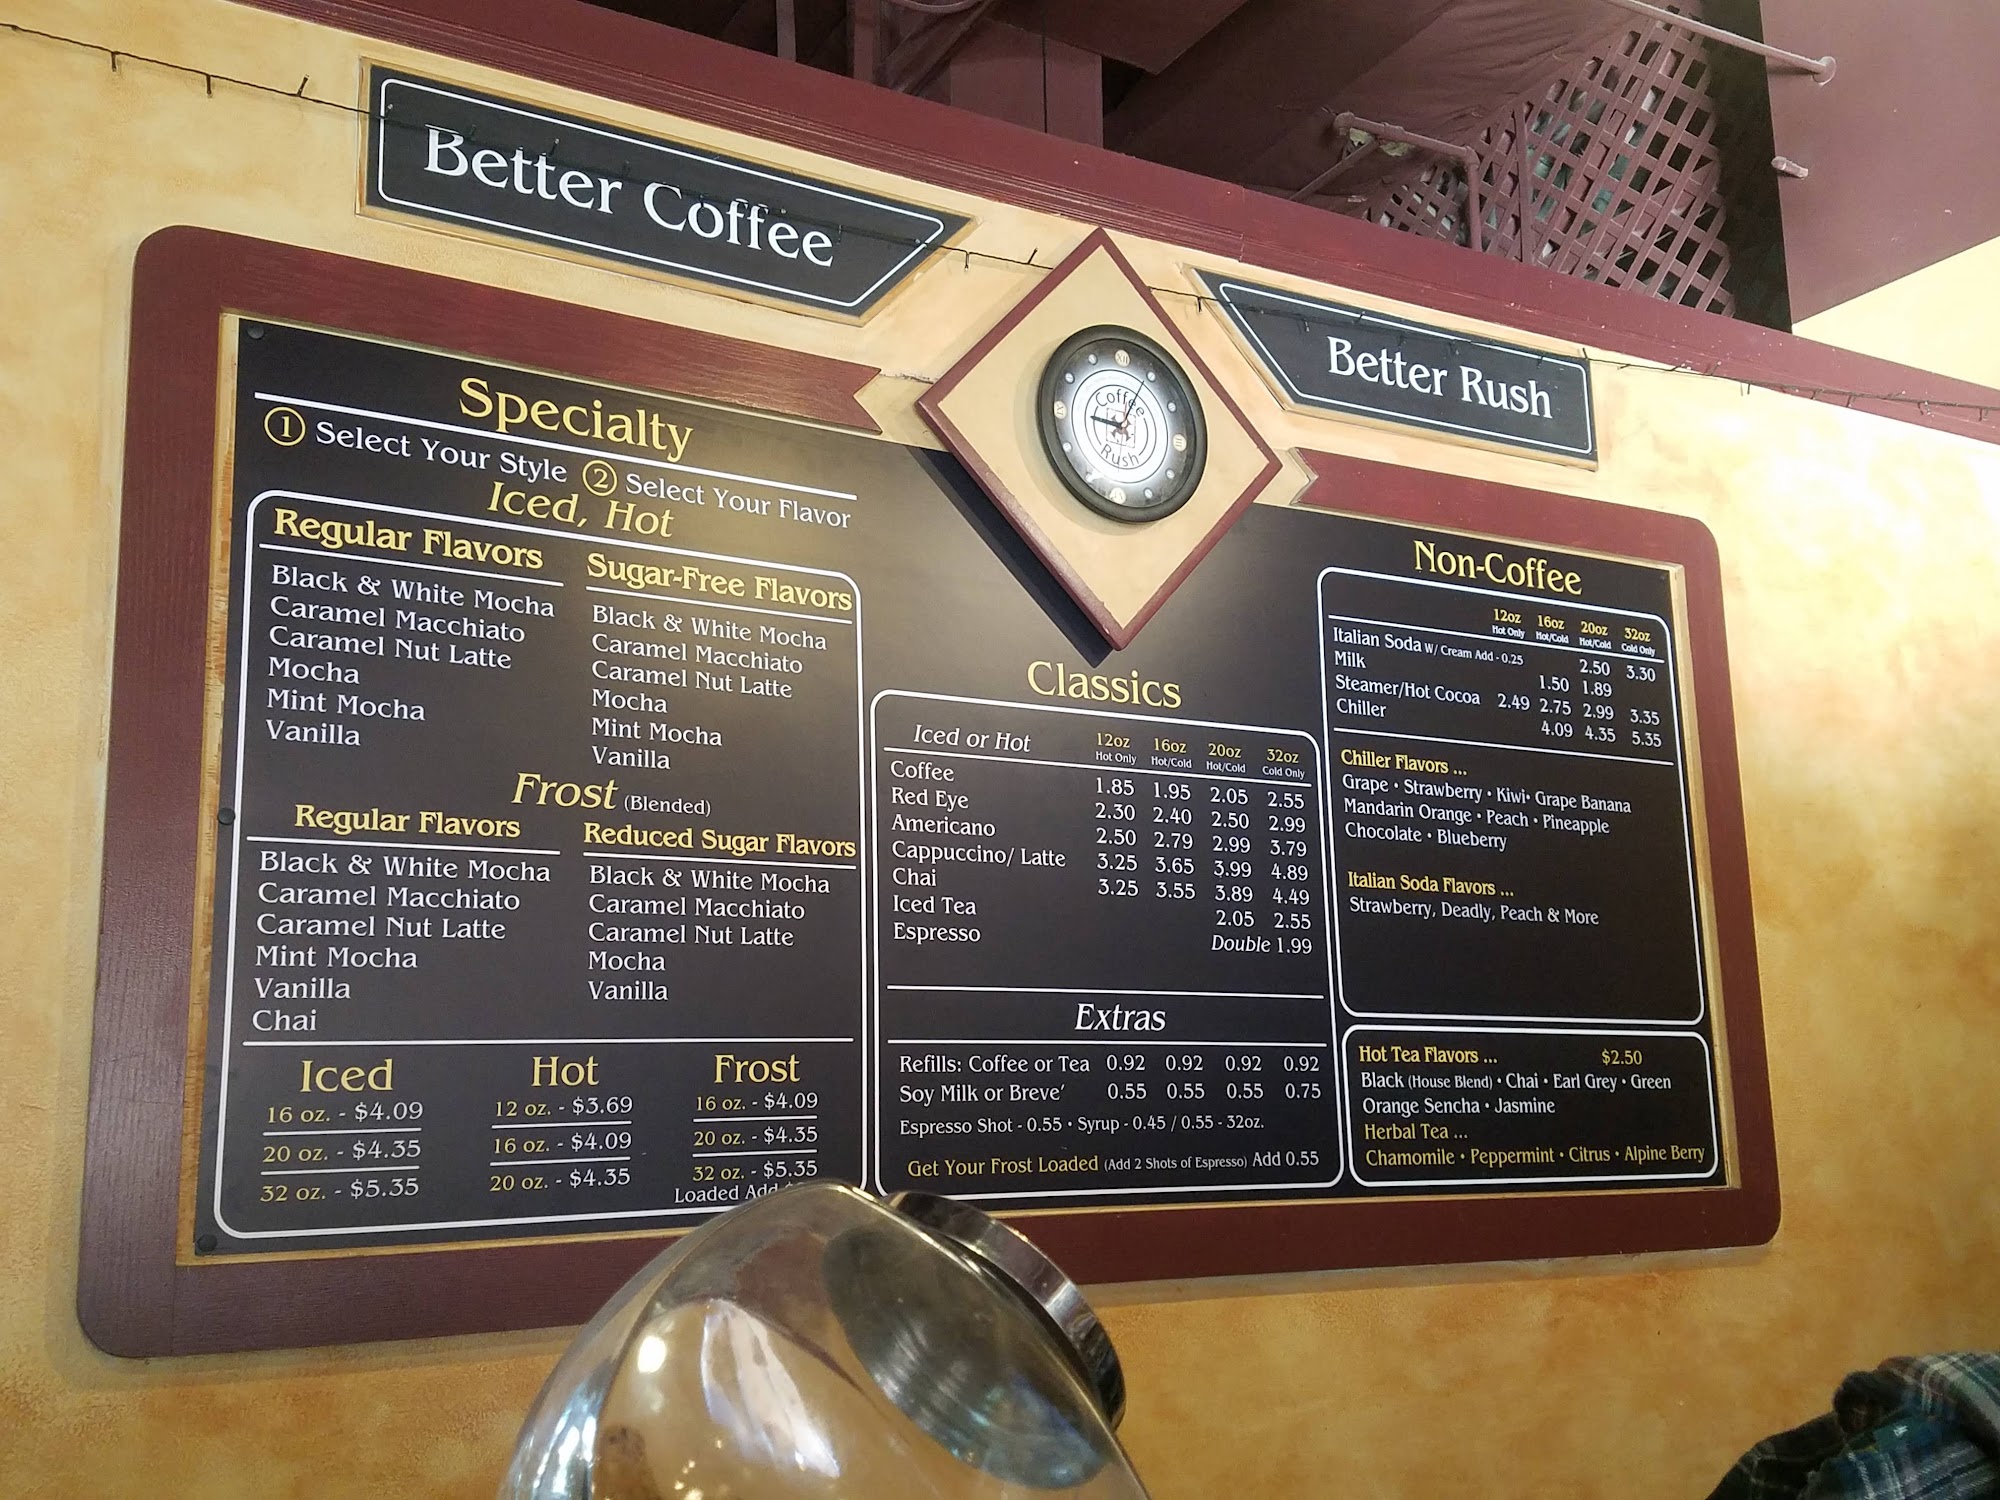 Better Coffee
Better Rush
XII
III
Coffee
Rush
Specialty
1 Select Your Style 2 Select Your Flavor
Iced, Hot
Regular Flavors
Black & White Mocha
Caramel Macchiato
Caramel Nut Latte
Mocha
Mint Mocha
Vanilla
Sugar-Free Flavors
Black & White Mocha
Caramel Macchiato
Caramel Nut Latte
Mocha
Mint Mocha
Vanilla
Frost (Blended)
Regular Flavors
Black & White Mocha
Caramel Macchiato
Caramel Nut Latte
Mint Mocha
Vanilla
Chai
Reduced Sugar Flavors
Black & White Mocha
Caramel Macchiato
Caramel Nut Latte
Mocha
Vanilla
Iced
16 oz. - $4.09
20 oz. - $4.35
32 oz. - $5.35
Hot
12 oz. - $3.69
16 oz. - $4.09
20 oz. - $4.35
Frost
16 oz. - $4.09
20 oz. - $4.35
32 oz. - $5.35
Loaded Add
Classics
Iced or Hot 12oz 16oz 20oz 32oz
Hot Only Hot/Cold Hot/Cold Cold Only
Coffee 1.85 1.95 2.05 2.55
Red Eye 2.30 2.40 2.50 2.99
Americano 2.50 2.79 2.99 3.79
Cappuccino/ Latte 3.25 3.65 3.99 4.89
Chai 3.25 3.55 3.89 4.49
Iced Tea 2.05 2.55
Espresso Double 1.99
Extras
Refills: Coffee or Tea 0.92 0.92 0.92 0.92
Soy Milk or Breve' 0.55 0.55 0.55 0.75
Espresso Shot - 0.55 • Syrup - 0.45 / 0.55 - 32oz.
Get Your Frost Loaded (Add 2 Shots of Espresso) Add 0.55
Non-Coffee
12oz 16oz 20oz 32oz
Hot Only Hot/Cold Hot/Cold Cold Only
Italian Soda W/ Cream Add - 0.25 2.50 3.30
Milk 1.50 1.89
Steamer/Hot Cocoa 2.49 2.75 2.99 3.35
Chiller 4.09 4.35 5.35
Chiller Flavors ...
Grape • Strawberry • Kiwi• Grape Banana
Mandarin Orange • Peach • Pineapple
Chocolate • Blueberry
Italian Soda Flavors ...
Strawberry, Deadly, Peach & More
Hot Tea Flavors ... $2.50
Black (House Blend) • Chai • Earl Grey • Green
Orange Sencha • Jasmine
Herbal Tea ...
Chamomile • Peppermint • Citrus • Alpine Berry